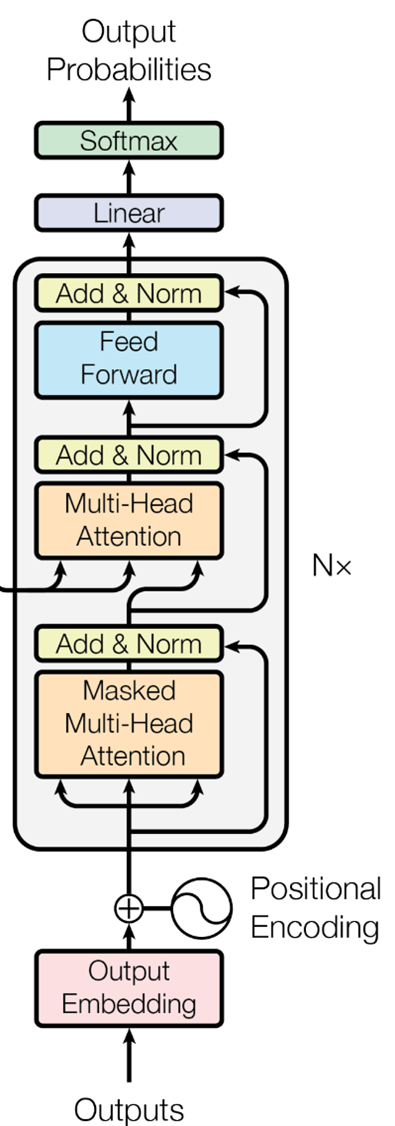 Output
Probabilities
Softmax
Linear
Add & Norm
Feed
Forward
Add & Norm
Multi-Head
Attention
N×
Add & Norm
Masked
Multi-Head
Attention
Positional
Encoding
Output
Embedding
Outputs